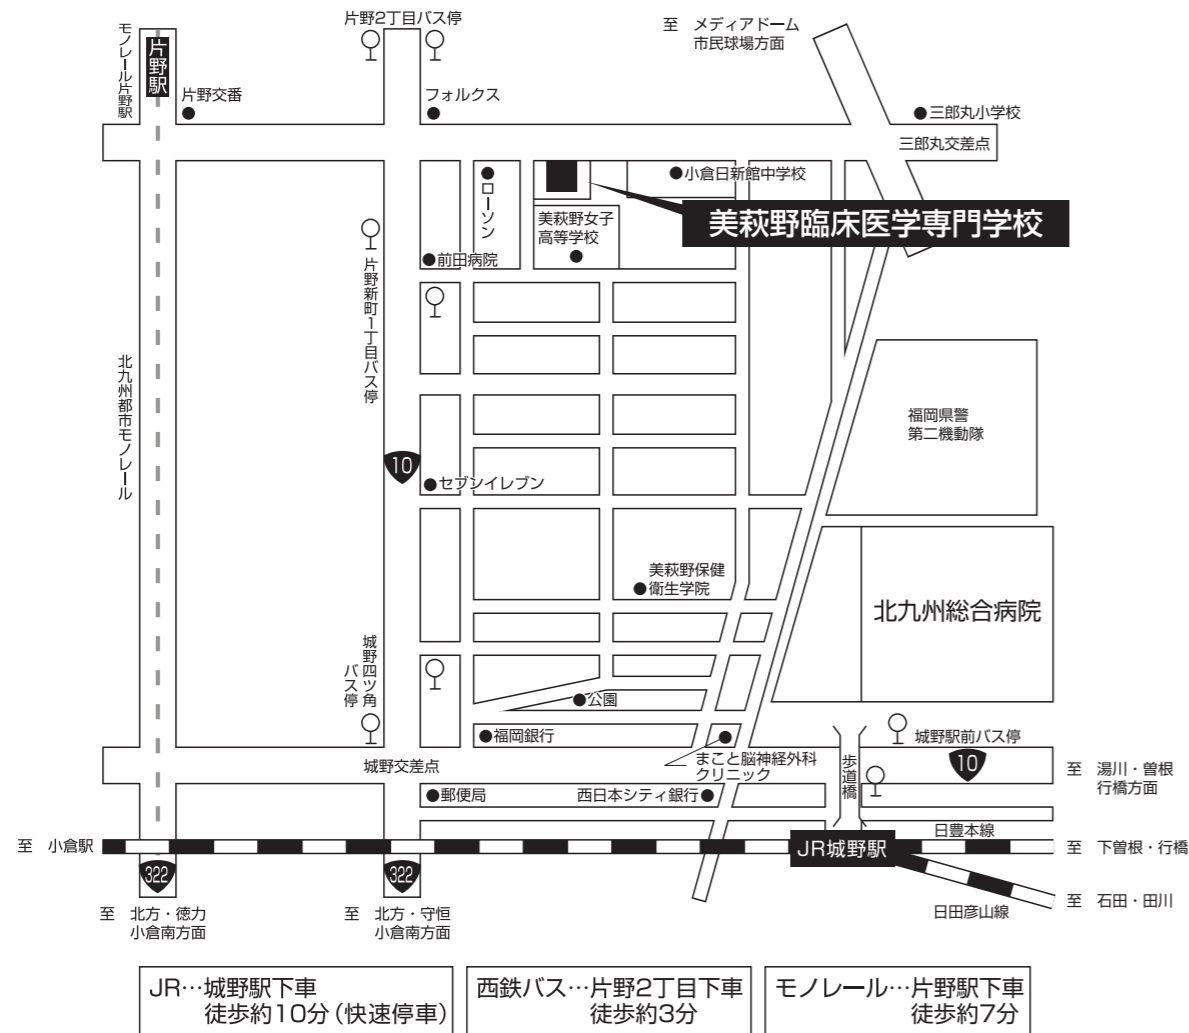 片野2丁目バス停
至 メディアドーム
市民球場方面
モノレール片野駅
片野駅
片野交番
フォルクス
三郎丸小学校
三郎丸交差点
ローソン
小倉日新館中学校
美萩野臨床医学専門学校
美萩野女子
高等学校
前田病院
片野新町1丁目バス停
北九州都市モノレール
福岡県警
第二機動隊
10
セブンイレブン
美萩野保健
衛生学院
北九州総合病院
城野四ツ角
バス停
公園
福岡銀行
城野駅前バス停
城野交差点
まこと脳神経外科
クリニック
歩道橋
10
至 湯川・曽根
行橋方面
郵便局
西日本シティ銀行
日豊本線
至 小倉駅
JR城野駅
至 下曽根・行橋
322
322
至 石田・田川
日田彦山線
至 北方・徳力
小倉南方面
至 北方・守恒
小倉南方面
JR…城野駅下車
徒歩約10分(快速停車)
西鉄バス…片野2丁目下車
徒歩約3分
モノレール…片野駅下車
徒歩約7分